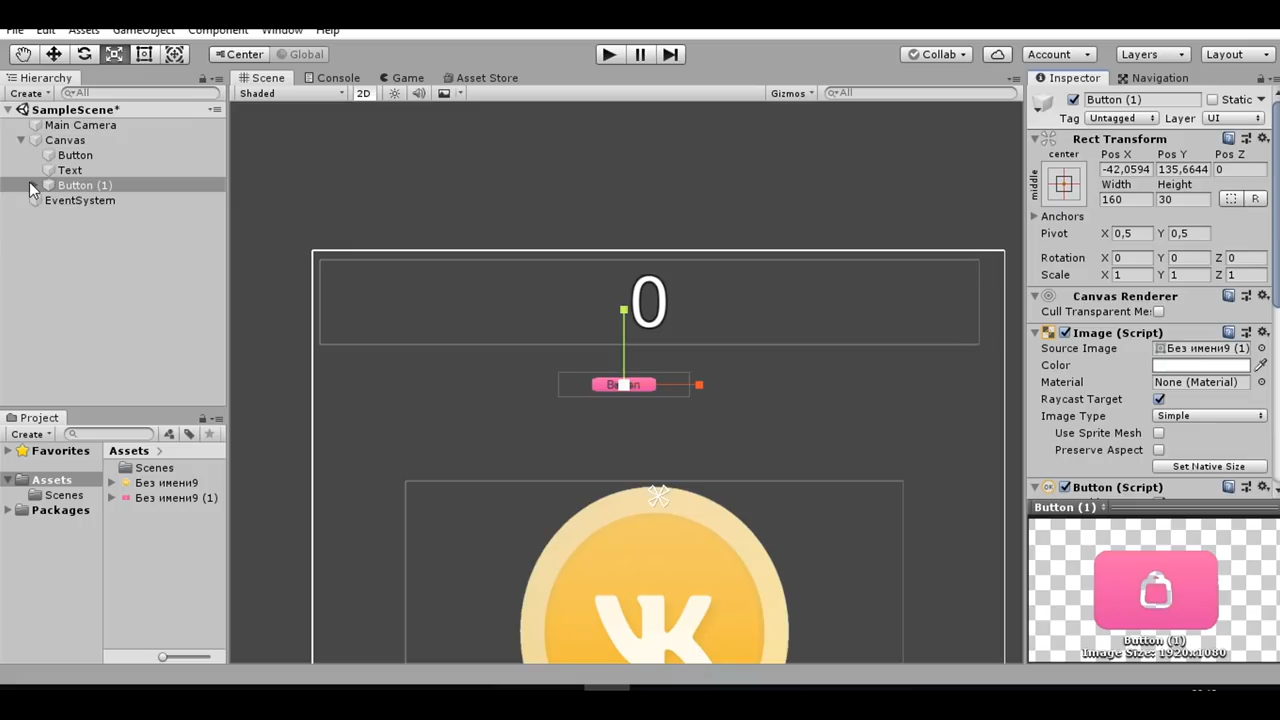 File Edit Assets GameObject Component Window Help
Center Global Collab Account Layers Layout
Hierarchy Scene Console Game Asset Store Inspector Navigation
Create All Shaded 2D Gizmos All
SampleScene*
Main Camera
Canvas
Button
Text
Button (1)
EventSystem
0
Button
VK
Project
Create
Favorites
Assets
Scenes
Packages
Assets
Scenes
Без имени9
Без имени9 (1)
Button (1) Static
Tag Untagged Layer UI
Rect Transform
center Pos X Pos Y Pos Z
middle -42,0594 135,6644 0
Width Height
160 30 R
Anchors
Pivot X 0,5 Y 0,5
Rotation X 0 Y 0 Z 0
Scale X 1 Y 1 Z 1
Canvas Renderer
Cull Transparent Me:
Image (Script)
Source Image Без имени9 (1)
Color
Material None (Material)
Raycast Target
Image Type Simple
Use Sprite Mesh
Preserve Aspect
Set Native Size
OK Button (Script)
Button (1)
Button (1)
Image Size: 1920x1080